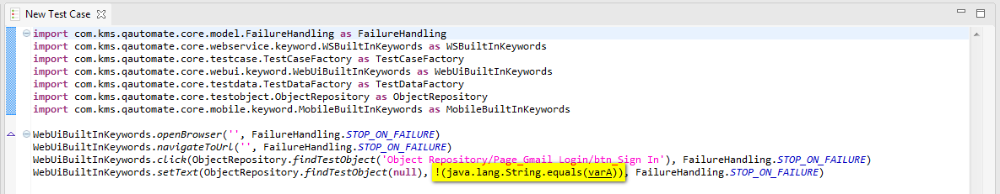 New Test Case
import com.kms.qautomate.core.model.FailureHandling as FailureHandling
import com.kms.qautomate.core.webservice.keyword.WSBuiltInKeywords as WSBuiltInKeywords
import com.kms.qautomate.core.testcase.TestCaseFactory as TestCaseFactory
import com.kms.qautomate.core.webui.keyword.WebUiBuiltInKeywords as WebUiBuiltInKeywords
import com.kms.qautomate.core.testdata.TestDataFactory as TestDataFactory
import com.kms.qautomate.core.testobject.ObjectRepository as ObjectRepository
import com.kms.qautomate.core.mobile.keyword.MobileBuiltInKeywords as MobileBuiltInKeywords
WebUiBuiltInKeywords.openBrowser('', FailureHandling.STOP_ON_FAILURE)
WebUiBuiltInKeywords.navigateToUrl('', FailureHandling.STOP_ON_FAILURE)
WebUiBuiltInKeywords.click(ObjectRepository.findTestObject('Object Repository/Page_Gmail Login/btn_Sign In'), FailureHandling.STOP_ON_FAILURE)
WebUiBuiltInKeywords.setText(ObjectRepository.findTestObject(null), !(java.lang.String.equals(varA)), FailureHandling.STOP_ON_FAILURE)